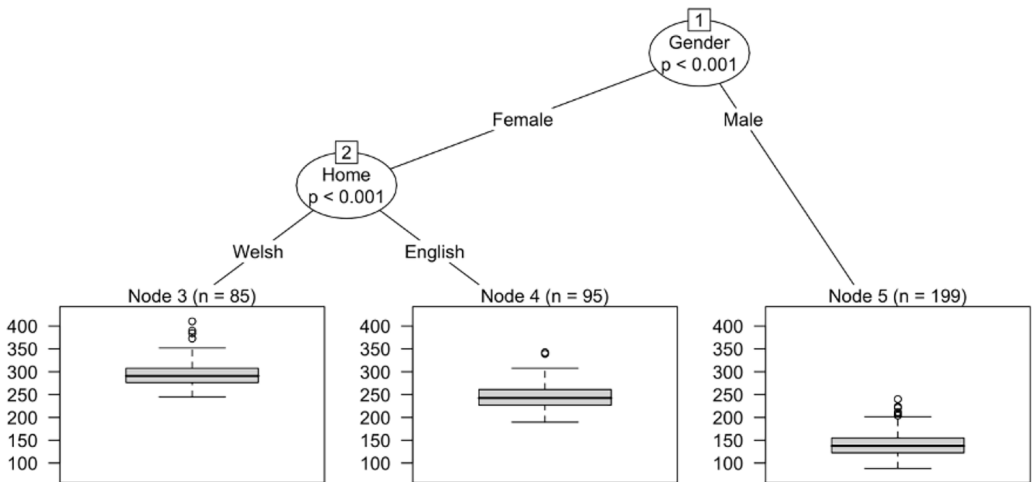 1
Gender
p < 0.001
Female
Male
2
Home
p < 0.001
Welsh
English
Node 3 (n = 85)
400
350
300
250
200
150
100
Node 4 (n = 95)
400
350
300
250
200
150
100
Node 5 (n = 199)
400
350
300
250
200
150
100